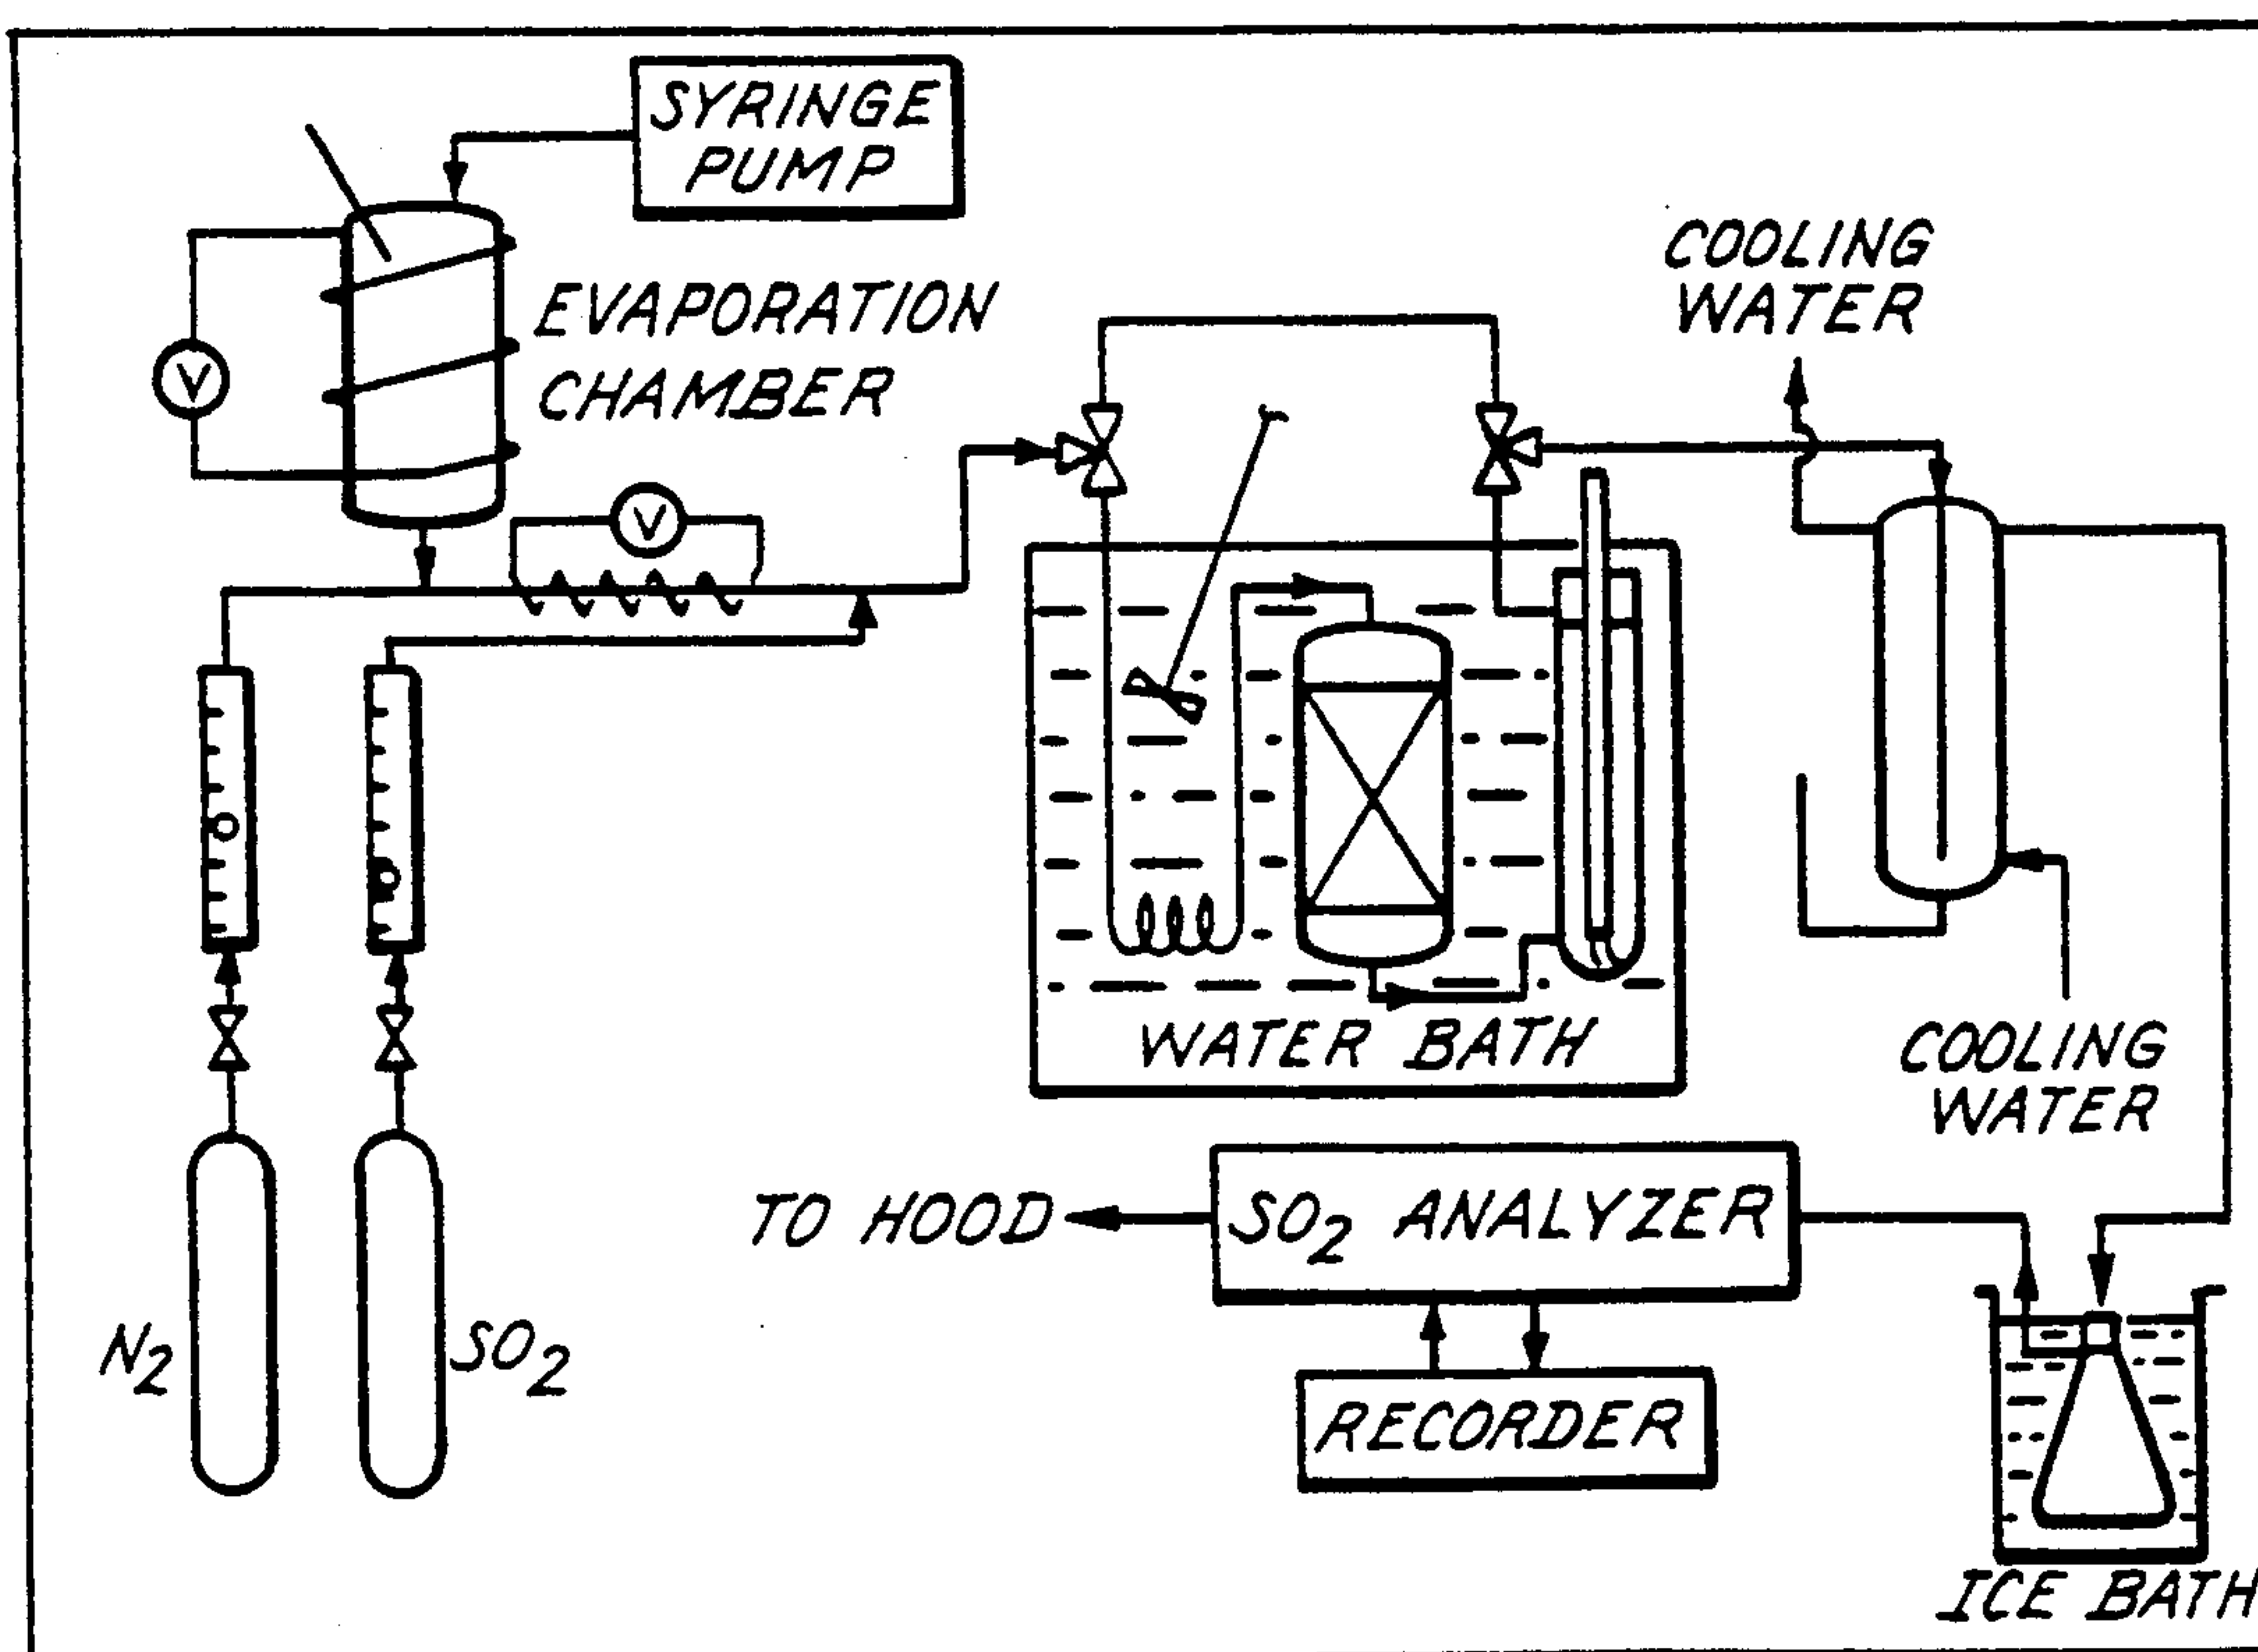 SYRINGE
PUMP
EVAPORATION
CHAMBER
V
V
COOLING
WATER
WATER BATH
COOLING
WATER
TO HOOD
SO2 ANALYZER
N2
SO2
RECORDER
ICE BATH